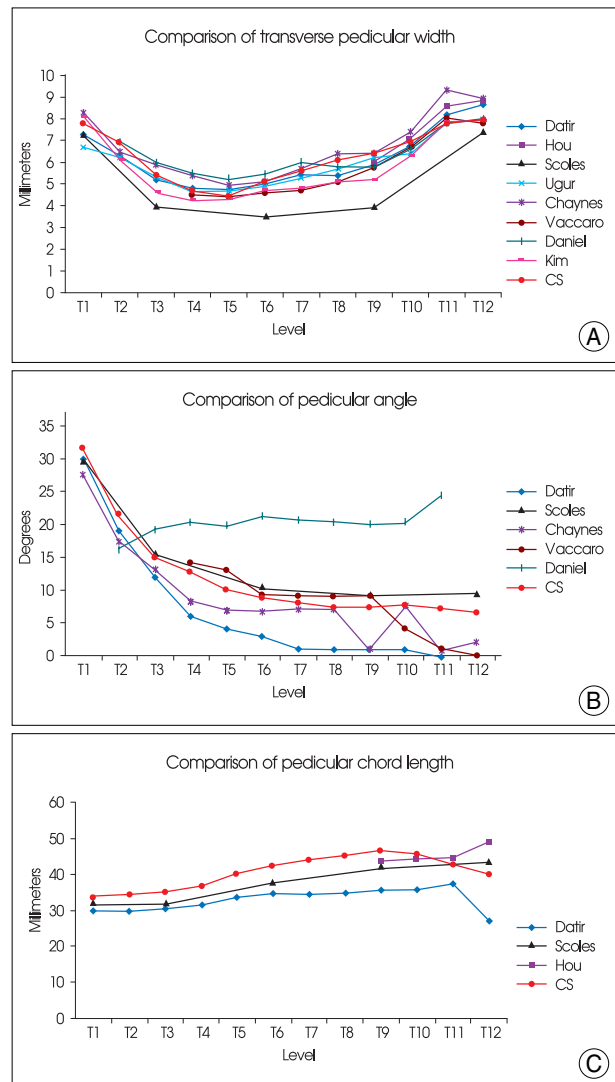 Comparison of transverse pedicular width
Millimeters
10
9
8
7
6
5
4
3
2
1
0
T1 T2 T3 T4 T5 T6 T7 T8 T9 T10 T11 T12
Level
Datir
Hou
Scoles
Ugur
Chaynes
Vaccaro
Daniel
Kim
CS
A
Comparison of pedicular angle
Degrees
35
30
25
20
15
10
5
0
T1 T2 T3 T4 T5 T6 T7 T8 T9 T10 T11 T12
Level
Datir
Scoles
Chaynes
Vaccaro
Daniel
CS
B
Comparison of pedicular chord length
Millimeters
60
50
40
30
20
10
0
T1 T2 T3 T4 T5 T6 T7 T8 T9 T10 T11 T12
Level
Datir
Scoles
Hou
CS
C